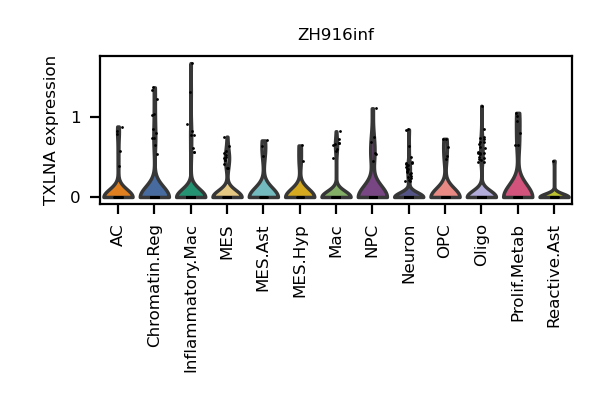 ZH916inf
TXLNA expression
1
0
AC
Chromatin.Reg
Inflammatory.Mac
MES
MES.Ast
MES.Hyp
Mac
NPC
Neuron
OPC
Oligo
Prolif.Metab
Reactive.Ast